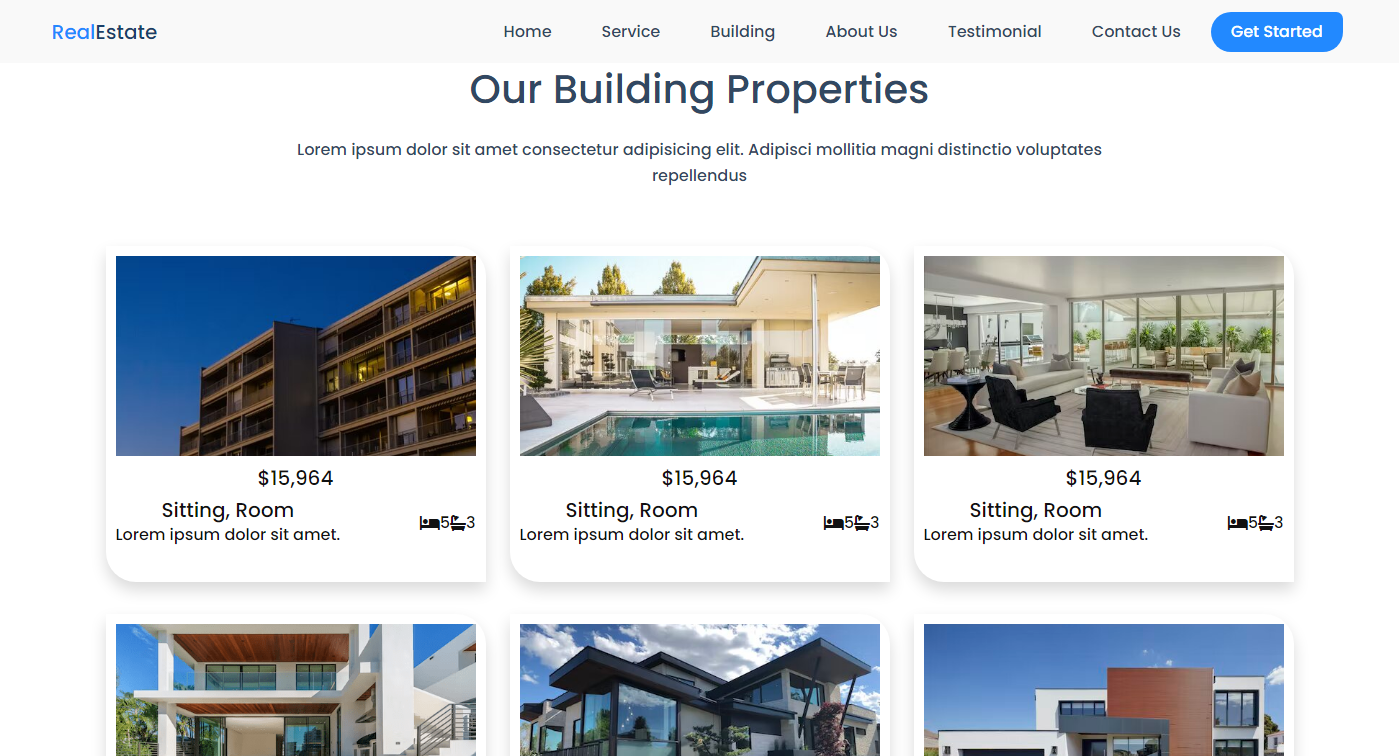 RealEstate Home Service Building About Us Testimonial Contact Us Get Started
Our Building Properties
Lorem ipsum dolor sit amet consectetur adipisicing elit. Adipisci mollitia magni distinctio voluptates
repellendus
$15,964
Sitting, Room
Lorem ipsum dolor sit amet.
5 3
$15,964
Sitting, Room
Lorem ipsum dolor sit amet.
5 3
$15,964
Sitting, Room
Lorem ipsum dolor sit amet.
5 3